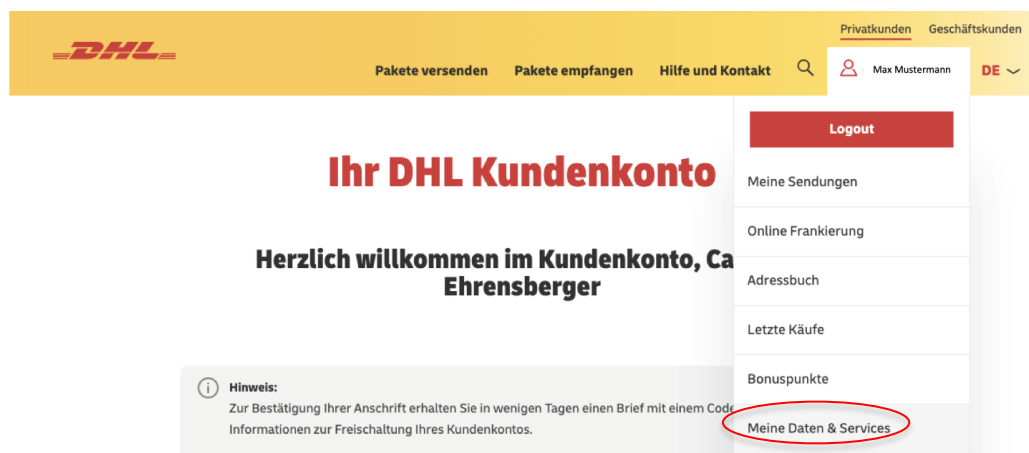 Privatkunden Geschäftskunden
DHL
Pakete versenden Pakete empfangen Hilfe und Kontakt Max Mustermann DE
Logout
Ihr DHL Kundenkonto
Meine Sendungen
Online Frankierung
Herzlich willkommen im Kundenkonto, Ca
Ehrensberger
Adressbuch
Letzte Käufe
Bonuspunkte
Hinweis:
Zur Bestätigung Ihrer Anschrift erhalten Sie in wenigen Tagen einen Brief mit einem Code
Informationen zur Freischaltung Ihres Kundenkontos.
Meine Daten & Services